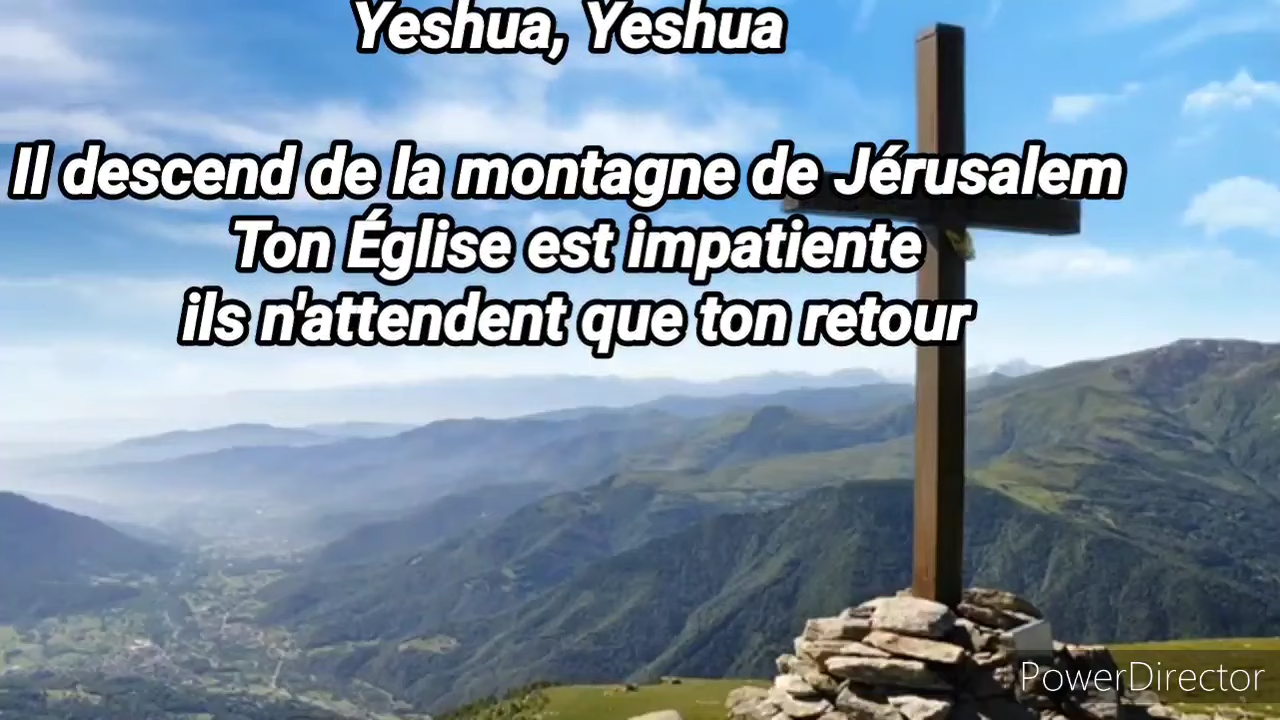 Yeshua, Yeshua
Il descend de la montagne de Jérusalem
Ton Église est impatiente
ils n'attendent que ton retour
PowerDirector